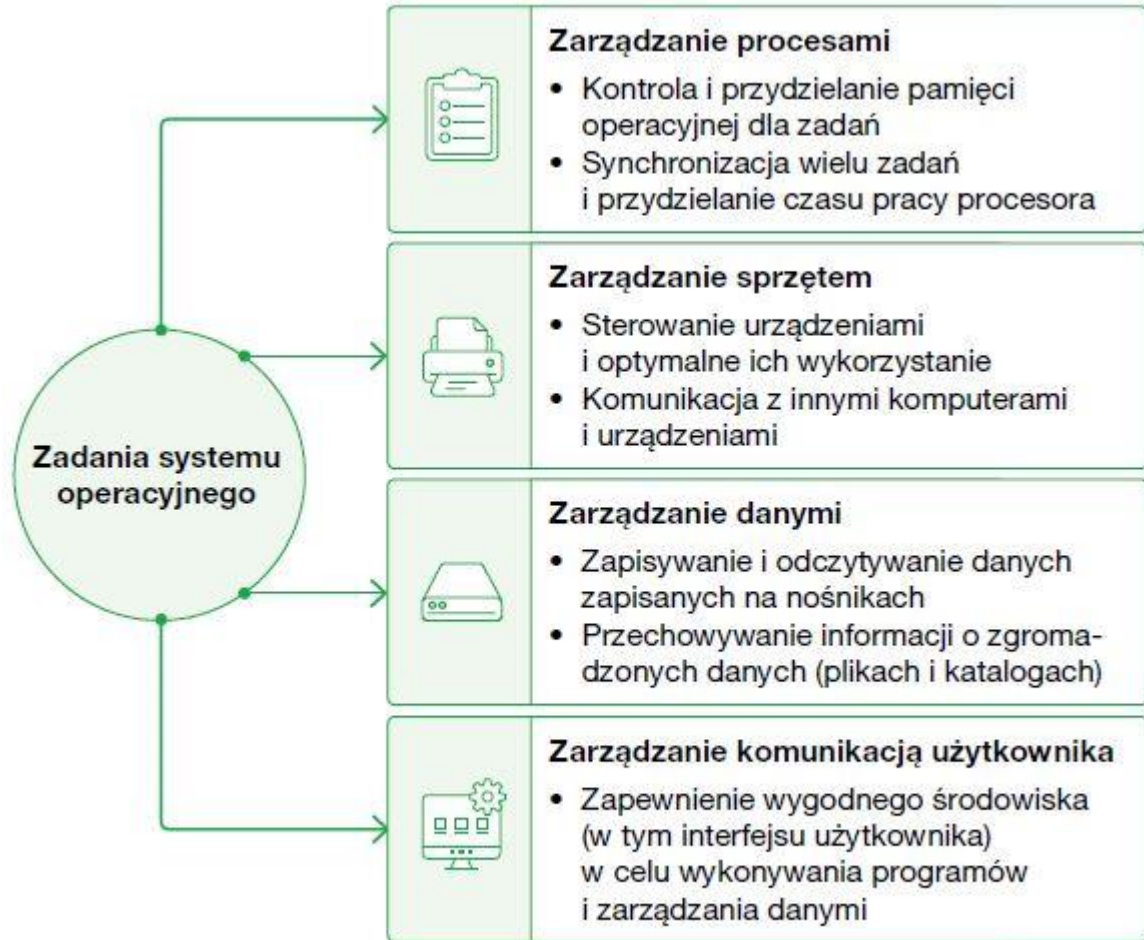 Zarządzanie procesami
• Kontrola i przydzielanie pamięci
operacyjnej dla zadań
• Synchronizacja wielu zadań
i przydzielanie czasu pracy procesora
Zarządzanie sprzętem
• Sterowanie urządzeniami
i optymalne ich wykorzystanie
• Komunikacja z innymi komputerami
i urządzeniami
Zadania systemu
operacyjnego
Zarządzanie danymi
• Zapisywanie i odczytywanie danych
zapisanych na nośnikach
• Przechowywanie informacji o zgroma-
dzonych danych (plikach i katalogach)
Zarządzanie komunikacją użytkownika
• Zapewnienie wygodnego środowiska
(w tym interfejsu użytkownika)
w celu wykonywania programów
i zarządzania danymi